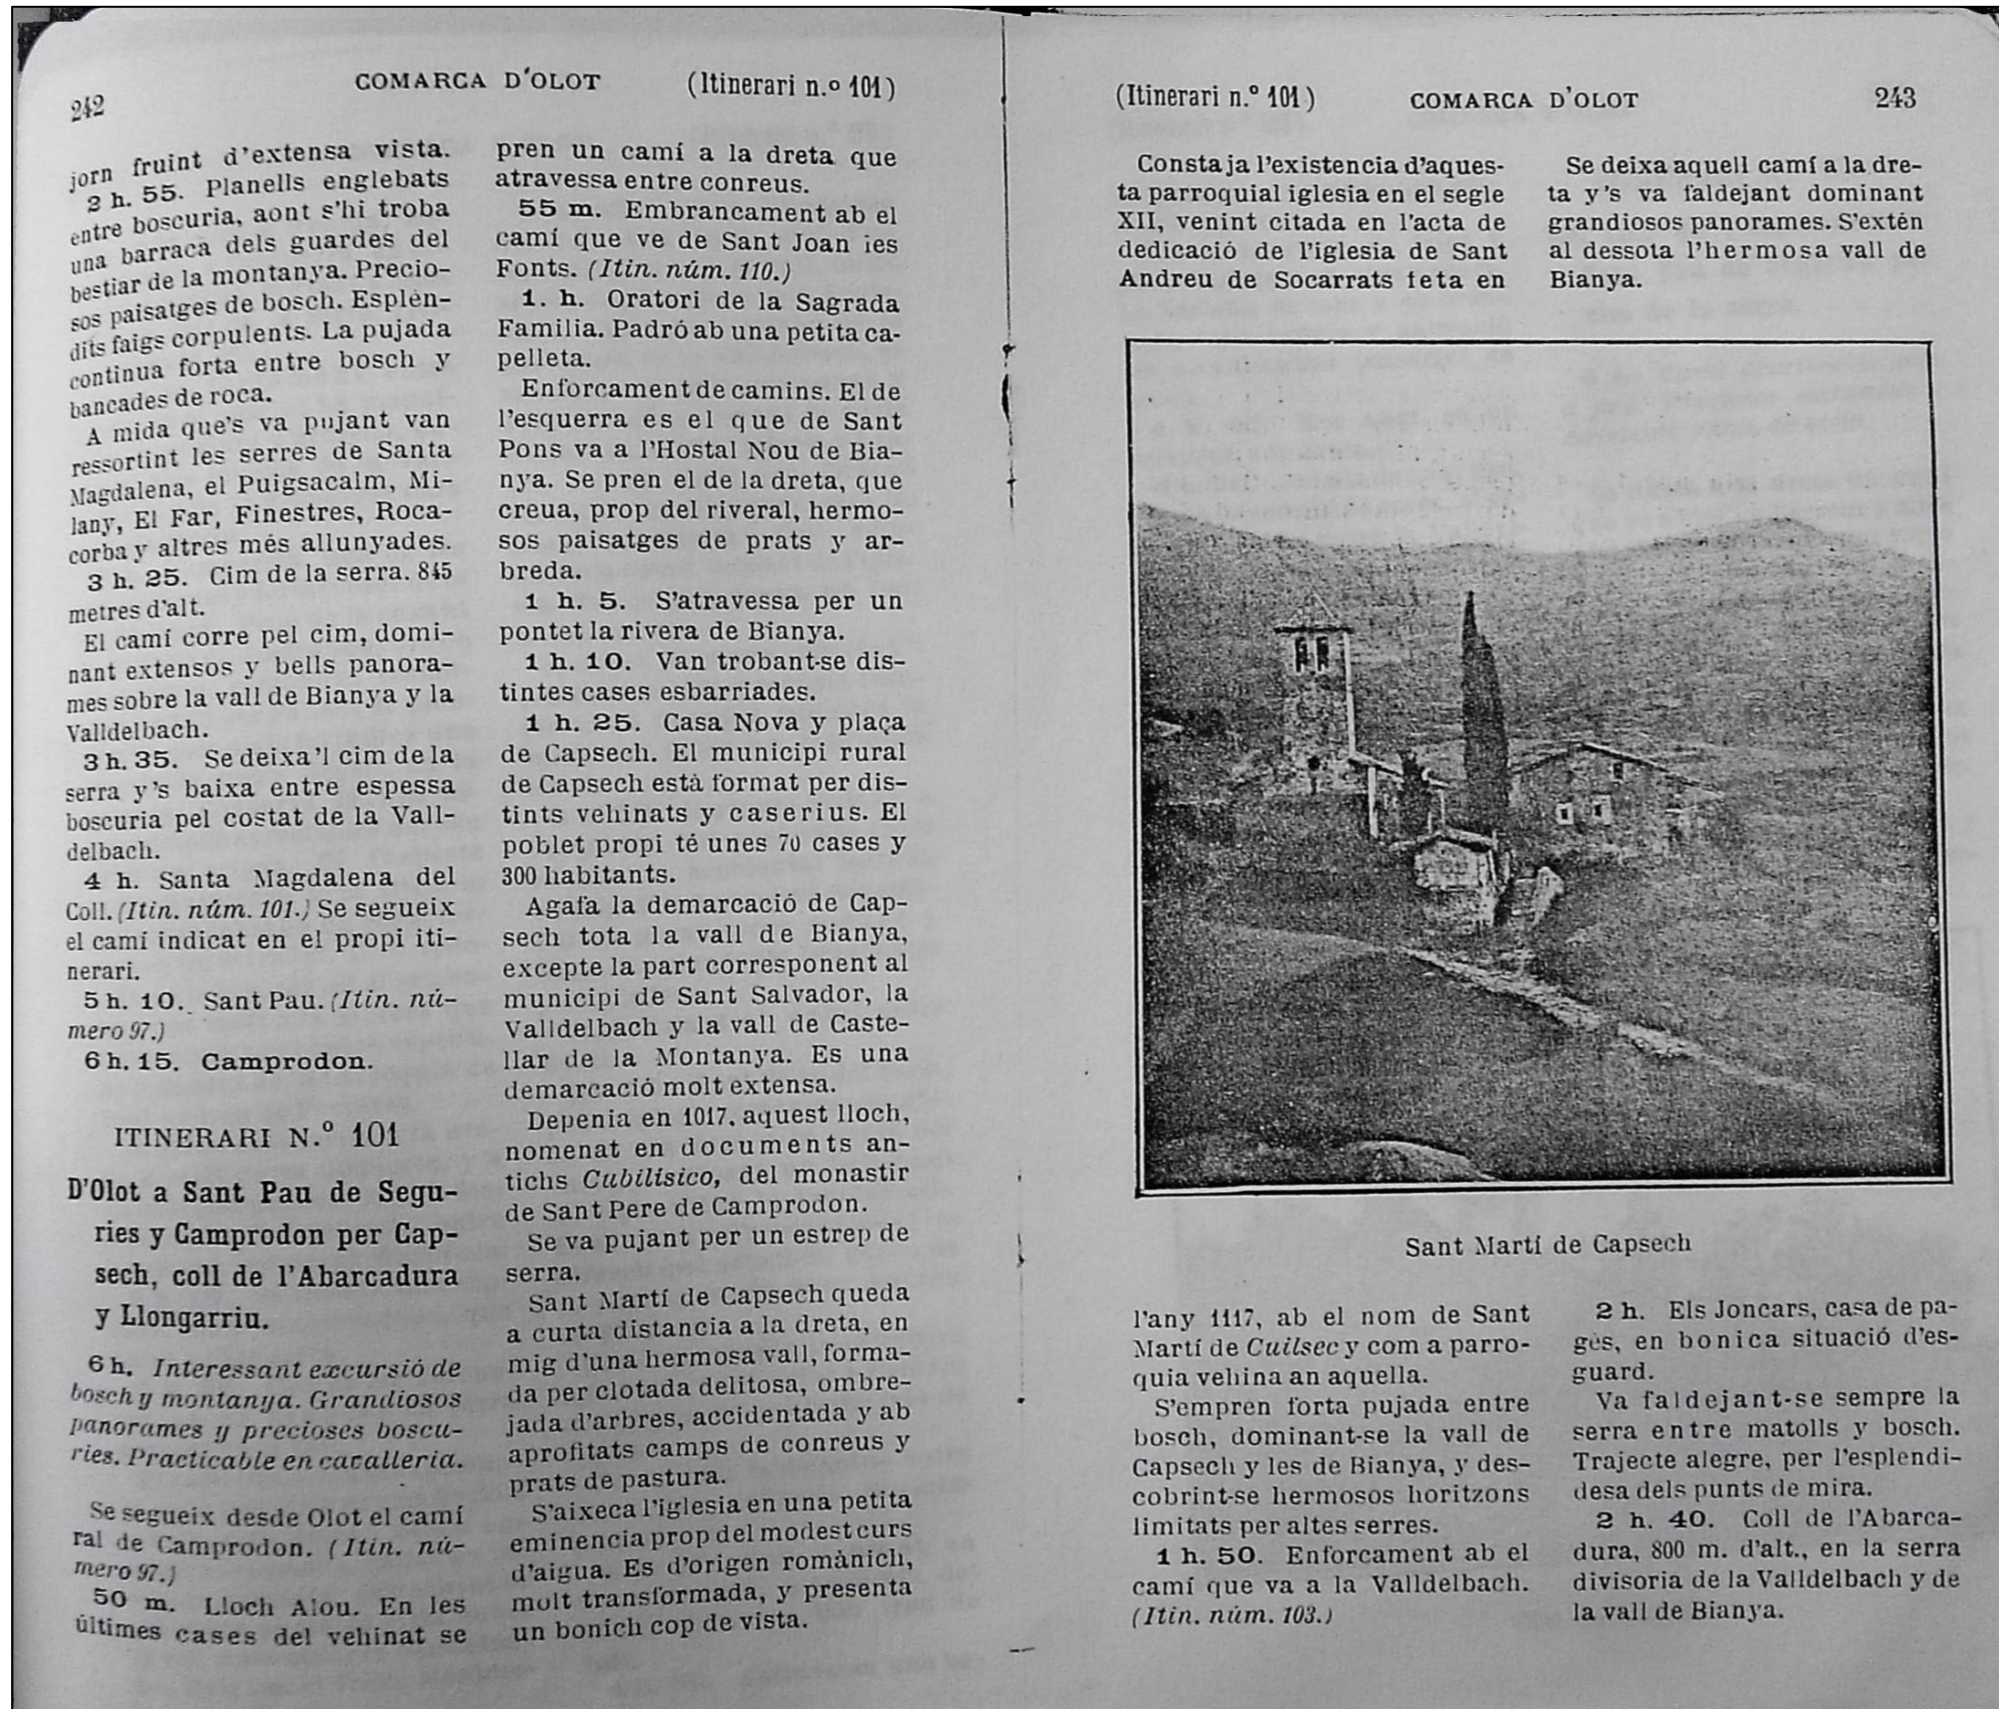 242
COMARCA D'OLOT
(Itinerari n.º 101)
jorn fruint d'extensa vista.
2 h. 55. Planells englebats
entre boscuria, aont s'hi troba
una barraca dels guardes del
bestiar de la montanya. Precio-
sos paisatges de bosch. Esplèn-
dits faigs corpulents. La pujada
continua forta entre bosch y
bancades de roca.
A mida que's va pujant van
ressortint les serres de Santa
Magdalena, el Puigsacalm, Mi-
lany, El Far, Finestres, Roca-
corba y altres més allunyades.
3 h. 25. Cim de la serra. 845
metres d'alt.
El camí corre pel cim, domi-
nant extensos y bells panora-
mes sobre la vall de Bianya y la
Valldelbach.
3 h. 35. Se deixa 'l cim de la
serra y's baixa entre espessa
boscuria pel costat de la Vall-
delbach.
4 h. Santa Magdalena del
Coll. (Itin. núm. 101.) Se segueix
el camí indicat en el propi iti-
nerari.
5 h. 10. Sant Pau. (Itin. nú-
mero 97.)
6 h. 15. Camprodon.
ITINERARI N.º 101
D'Olot a Sant Pau de Segu-
ries y Camprodon per Cap-
sech, coll de l'Abarcadura
y Llongarriu.
6 h. Interessant excursió de
bosch y montanya. Grandiosos
panorames y precioses boscu-
ries. Practicable en cavalleria.
Se segueix desde Olot el camí
ral de Camprodon. (Itin. nú-
mero 97.)
50 m. Lloch Alou. En les
últimes cases del vehinat se
pren un camí a la dreta que
atravessa entre conreus.
55 m. Embrancament ab el
camí que ve de Sant Joan ies
Fonts. (Itin. núm. 110.)
1. h. Oratori de la Sagrada
Familia. Padró ab una petita ca-
pelleta.
Enforcament de camins. El de
l'esquerra es el que de Sant
Pons va a l'Hostal Nou de Bia-
nya. Se pren el de la dreta, que
creua, prop del riveral, hermo-
sos paisatges de prats y ar-
breda.
1 h. 5. S'atravessa per un
pontet la rivera de Bianya.
1 h. 10. Van trobant-se dis-
tintes cases esbarriades.
1 h. 25. Casa Nova y plaça
de Capsech. El municipi rural
de Capsech està format per dis-
tints vehinats y caserius. El
poblet propi té unes 70 cases y
300 habitants.
Agafa la demarcació de Cap-
sech tota la vall de Bianya,
excepte la part corresponent al
municipi de Sant Salvador, la
Valldelbach y la vall de Caste-
llar de la Montanya. Es una
demarcació molt extensa.
Depenia en 1017, aquest lloch,
nomenat en documents an-
tichs Cubilísico, del monastir
de Sant Pere de Camprodon.
Se va pujant per un estrep de
serra.
Sant Martí de Capsech queda
a curta distancia a la dreta, en
mig d'una hermosa vall, forma-
da per clotada delitosa, ombre-
jada d'arbres, accidentada y ab
aprofitats camps de conreus y
prats de pastura.
S'aixeca l'iglesia en una petita
eminencia prop del modest curs
d'aigua. Es d'origen romànich,
molt transformada, y presenta
un bonich cop de vista.
(Itinerari n.º 101)
COMARCA D'OLOT
243
Consta ja l'existencia d'aques-
ta parroquial iglesia en el segle
XII, venint citada en l'acta de
dedicació de l'iglesia de Sant
Andreu de Socarrats feta en
Se deixa aquell camí a la dre-
ta y's va faldejant dominant
grandiosos panorames. S'extén
al dessota l'hermosa vall de
Bianya.
Sant Martí de Capsech
l'any 1117, ab el nom de Sant
Martí de Cuilsec y com a parro-
quia vehina an aquella.
S'empren forta pujada entre
bosch, dominant-se la vall de
Capsech y les de Bianya, y des-
cobrint-se hermosos horitzons
limitats per altes serres.
1 h. 50. Enforcament ab el
camí que va a la Valldelbach.
(Itin. núm. 103.)
2 h. Els Joncars, casa de pa-
gès, en bonica situació d'es-
guard.
Va faldejant-se sempre la
serra entre matolls y bosch.
Trajecte alegre, per l'esplendi-
desa dels punts de mira.
2 h. 40. Coll de l'Abarca-
dura, 800 m. d'alt., en la serra
divisoria de la Valldelbach y de
la vall de Bianya.